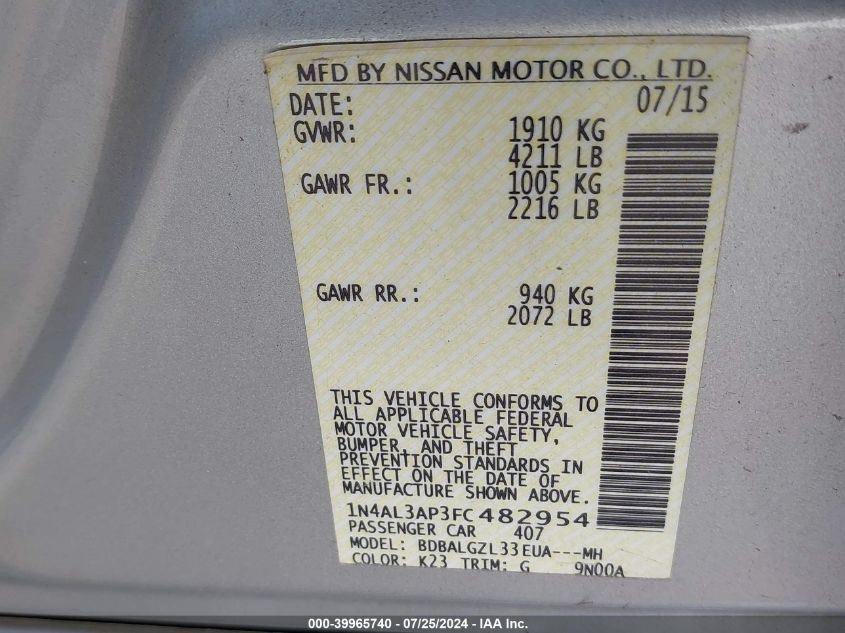 MFD BY NISSAN MOTOR CO., LTD.
DATE: 07/15
GVWR: 1910 KG
4211 LB
GAWR FR.: 1005 KG
2216 LB
GAWR RR.: 940 KG
2072 LB
THIS VEHICLE CONFORMS TO
ALL APPLICABLE FEDERAL
MOTOR VEHICLE SAFETY,
BUMPER, AND THEFT
PREVENTION STANDARDS IN
EFFECT ON THE DATE OF
MANUFACTURE SHOWN ABOVE.
1N4AL3AP3FC482954
PASSENGER CAR 407
MODEL: BDBALGZL33EUA---MH
COLOR: K23 TRIM: G 9N00A
000-39965740 - 07/25/2024 - IAA Inc.